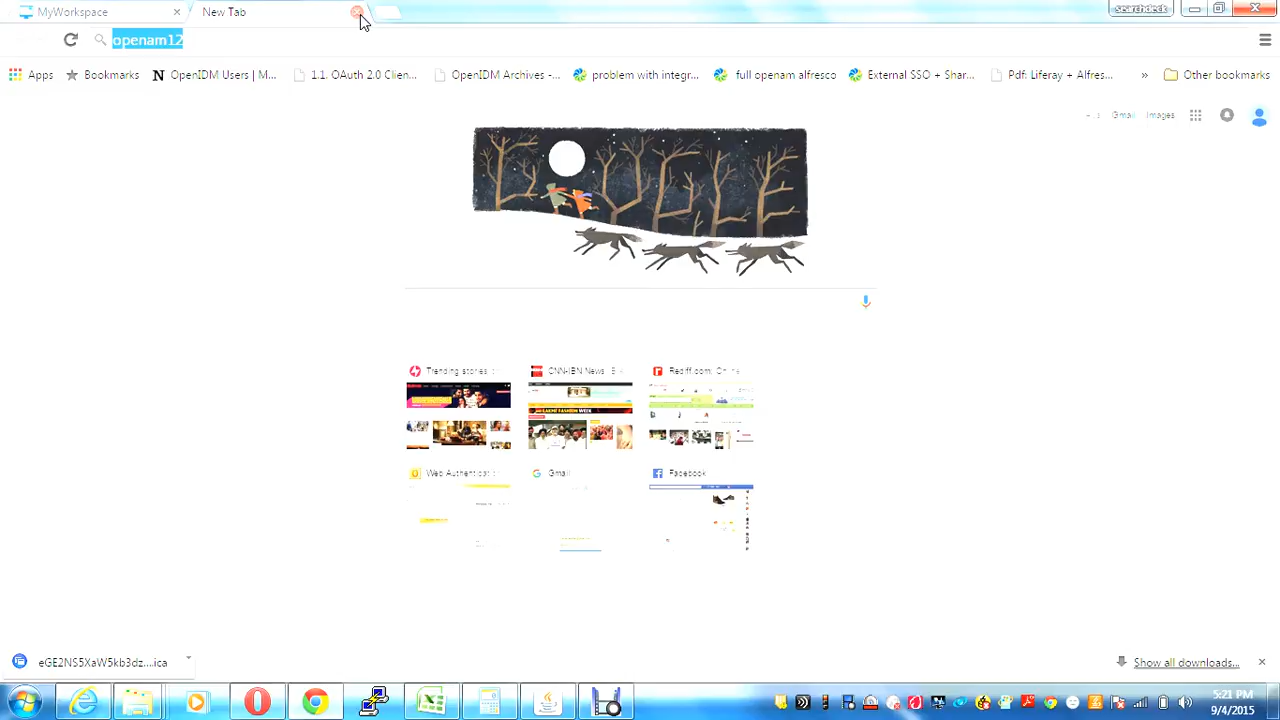 MyWorkspace
New Tab
searchdeck
openam12
Apps
Bookmarks
OpenIDM Users | M...
1.1. OAuth 2.0 Clien...
OpenIDM Archives -...
problem with integr...
full openam alfresco
External SSO + Shar...
Pdf: Liferay + Alfres...
»
Other bookmarks
Gmail
Images
Trending stories,
CNN-IBN News,
Rediff.com:
Web Authenticati
Gmail
Facebook
eGE2NS5XaW5kb3dz....ica
Show all downloads...
5:21 PM
9/4/2015